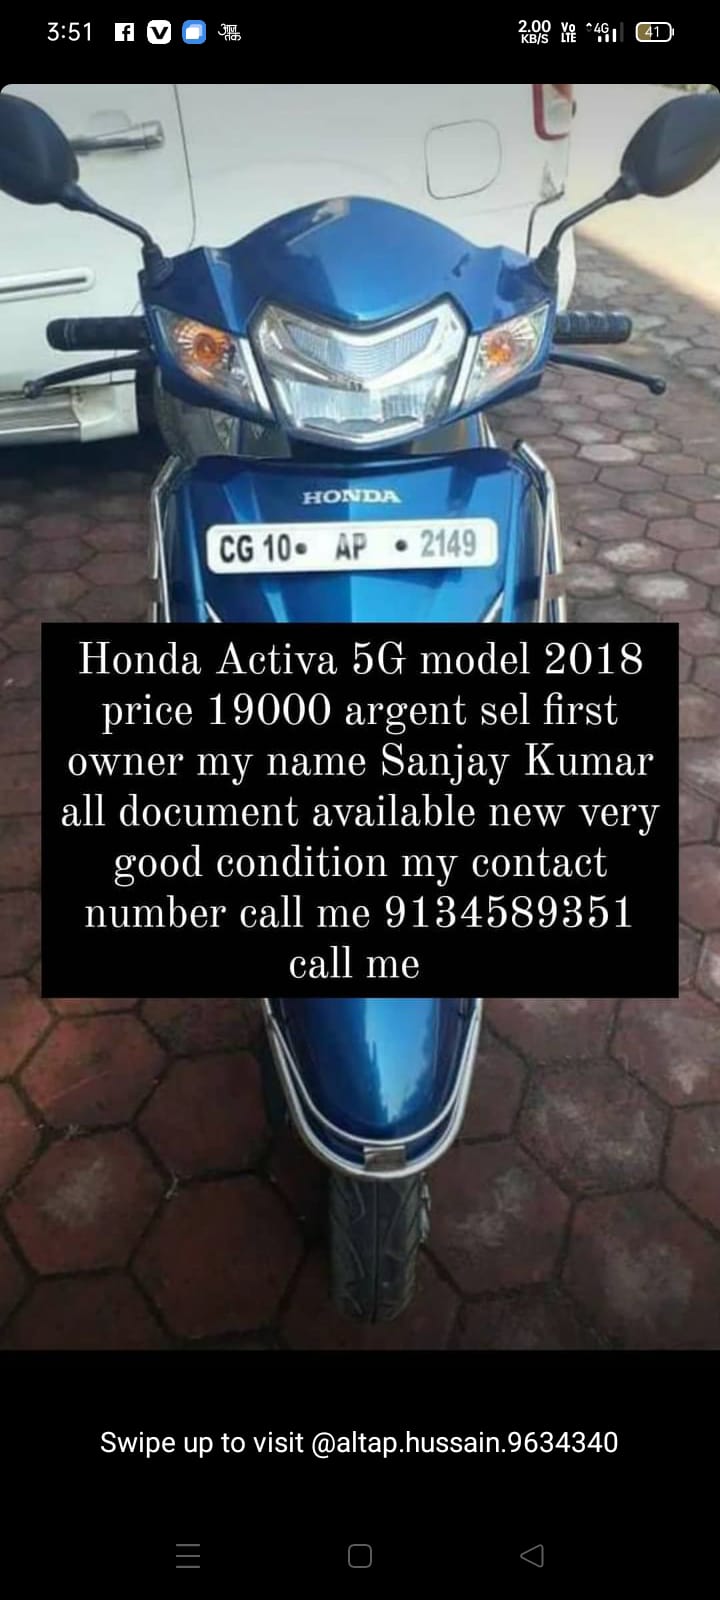 3:51
आज तक
2.00 KB/S
Vo LTE
4G
41
HONDA
CG 10• AP • 2149
Honda Activa 5G model 2018
price 19000 argent sel first
owner my name Sanjay Kumar
all document available new very
good condition my contact
number call me 9134589351
call me
Swipe up to visit @altap.hussain.9634340